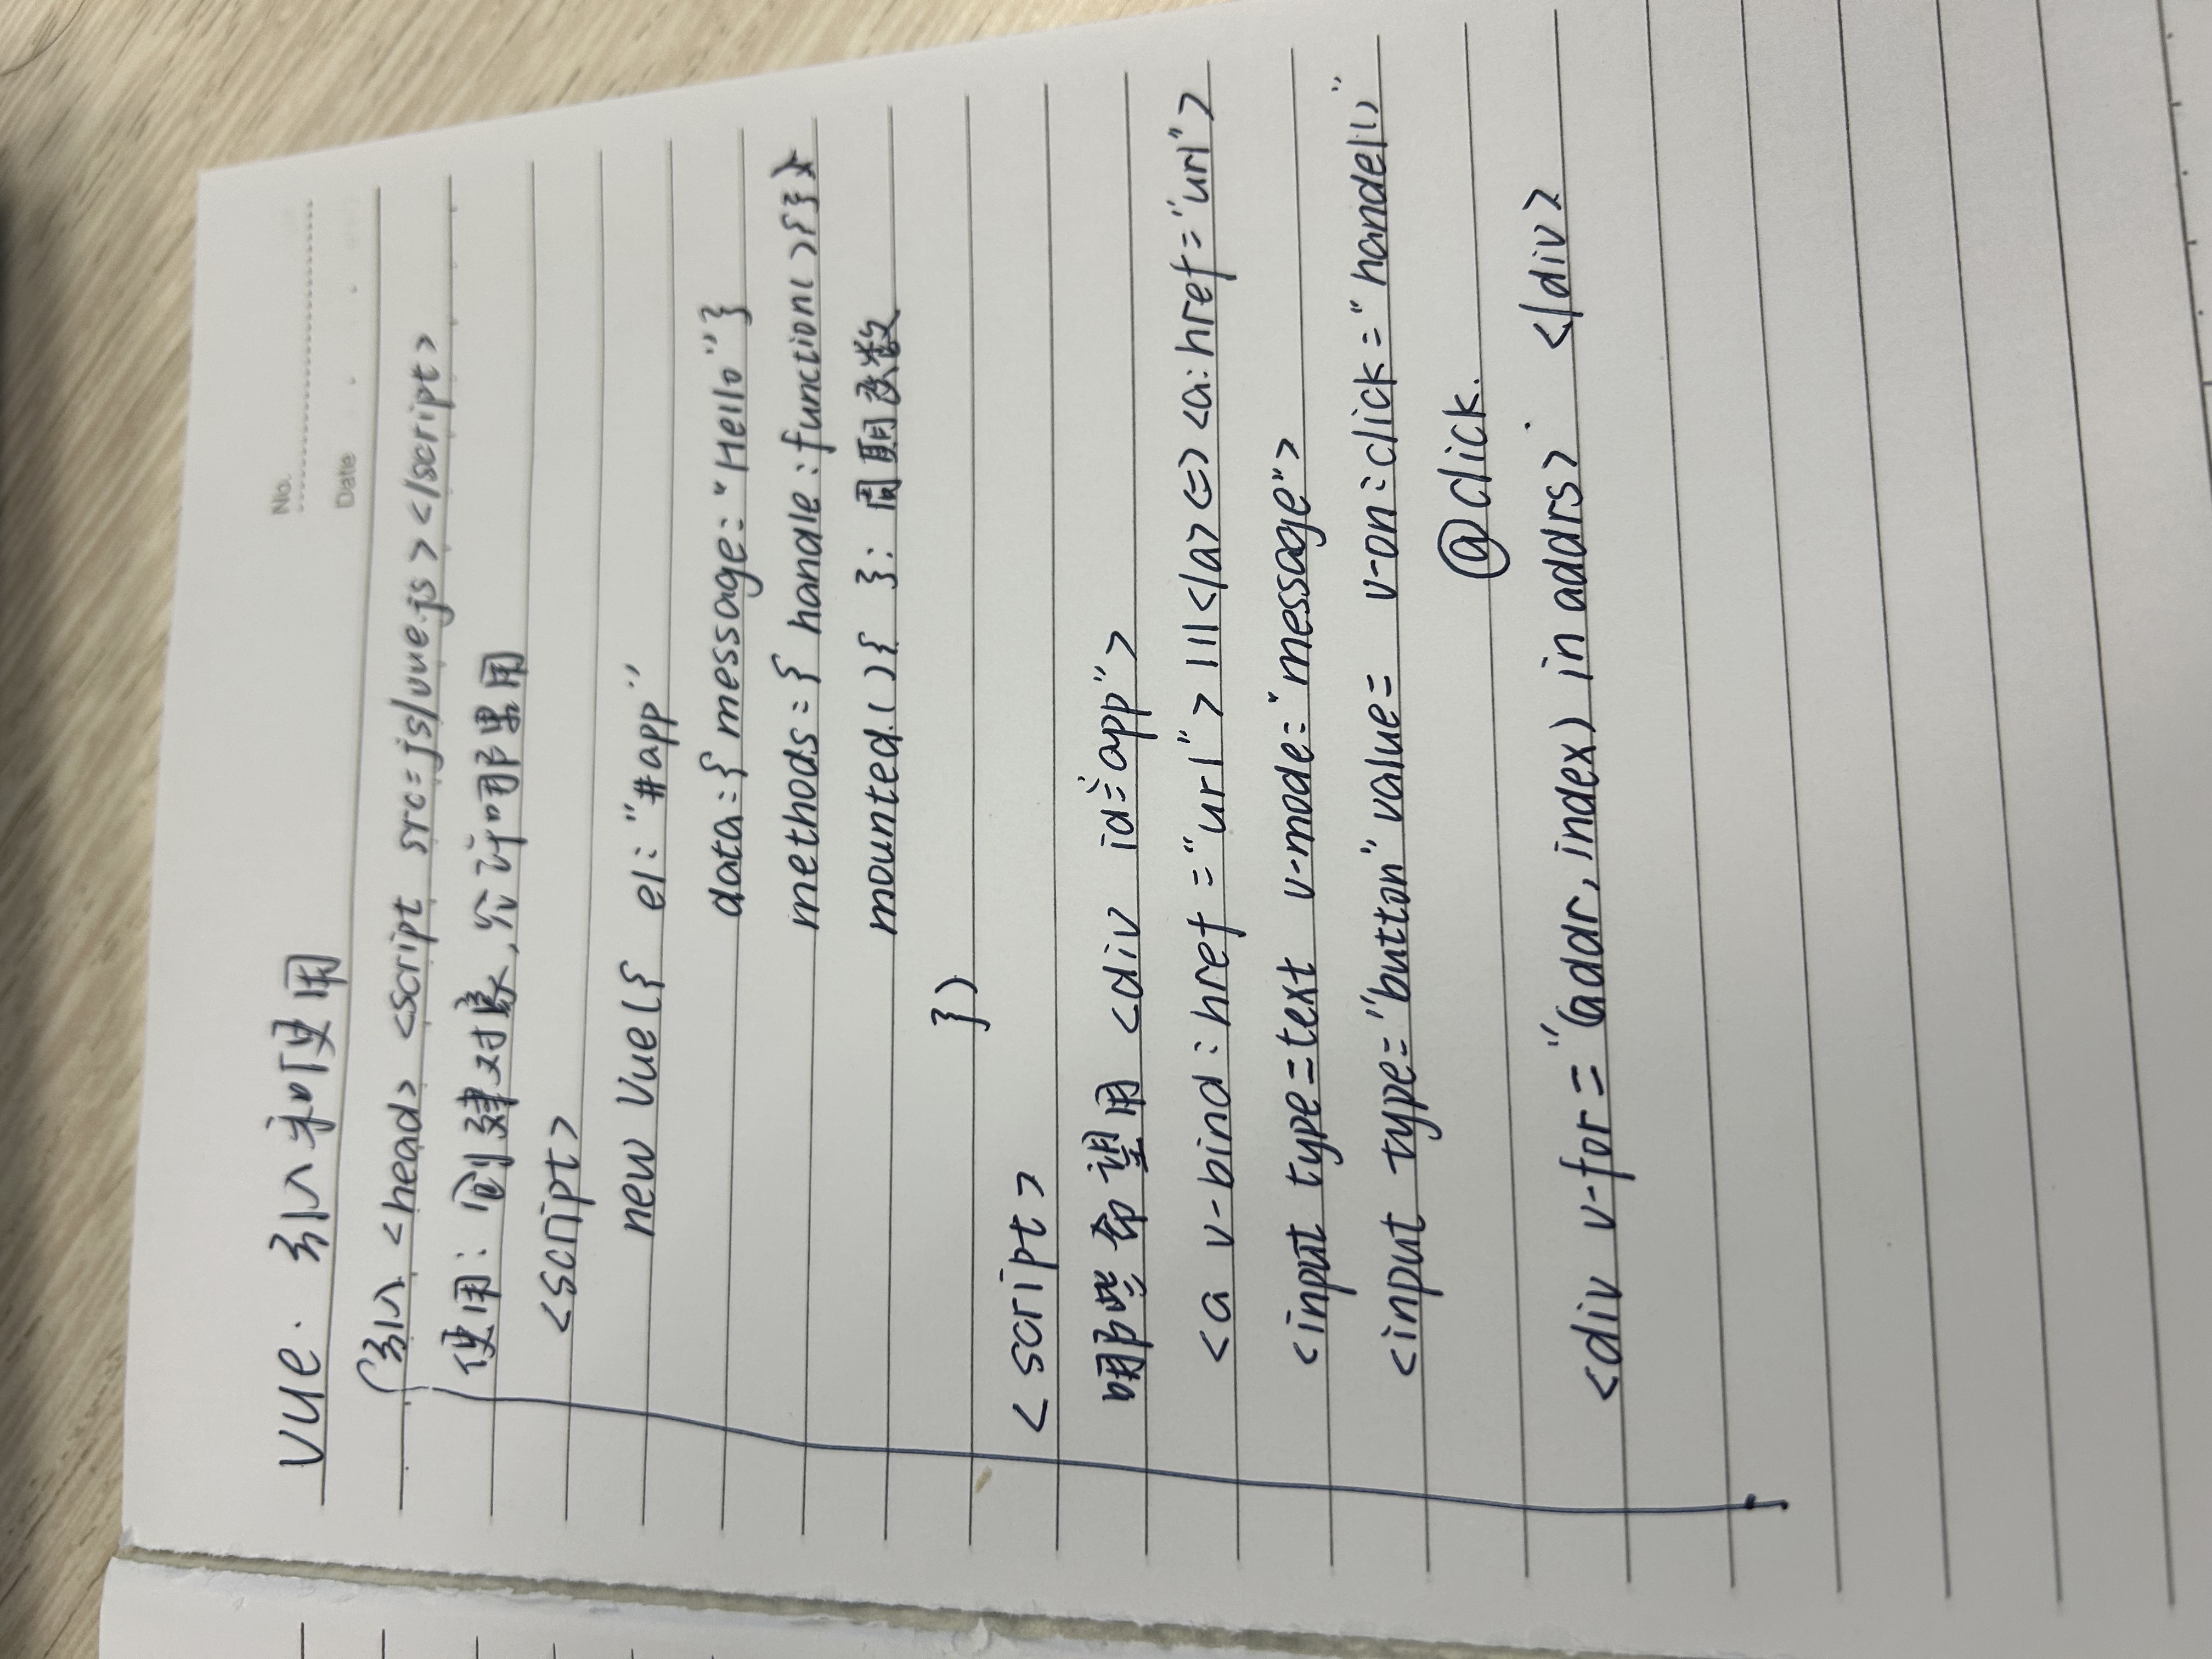 vue. 引入和使用
No.
Date
引入 <head> <script src=js/vue.js></script>
使用: 创建对象,允许哪里用
<script>
new Vue({ el: "#app"
data:{ message: "Hello"}
methods={ handle:function(){}}
mounted.(){ }: 周期函数
})
<script>
哪些希望用 <div id="app">
<a v-bind:href="url">111</a><=><a:href="url">
<input type=text v-mode="message">
<input type="button" value= v-on:click="handel()"
@click.
<div v-for="(addr,index) in addrs>" </div>